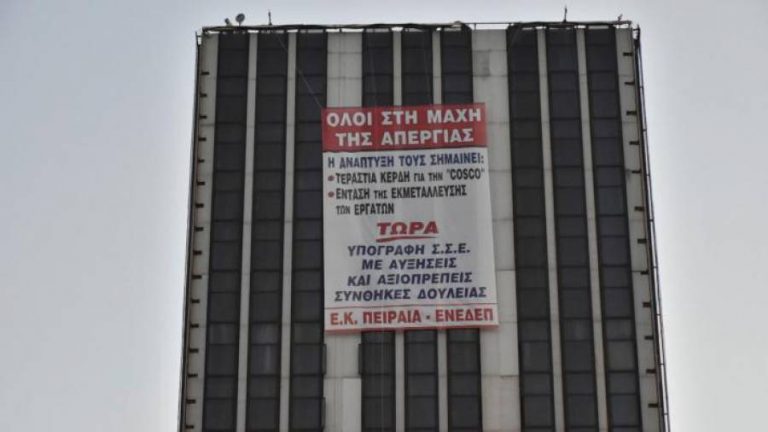 ΟΛΟΙ ΣΤΗ ΜΑΧΗ
ΤΗΣ ΑΠΕΡΓΙΑΣ
Η ΑΝΑΠΤΥΞΗ ΤΟΥΣ ΣΗΜΑΙΝΕΙ:
• ΤΕΡΑΣΤΙΑ ΚΕΡΔΗ ΓΙΑ ΤΗΝ "COSCO"
• ΕΝΤΑΣΗ ΤΗΣ ΕΚΜΕΤΑΛΛΕΥΣΗΣ
ΤΩΝ ΕΡΓΑΤΩΝ
ΤΩΡΑ
ΥΠΟΓΡΑΦΗ Σ.Σ.Ε.
ΜΕ ΑΥΞΗΣΕΙΣ
ΚΑΙ ΑΞΙΟΠΡΕΠΕΙΣ
ΣΥΝΘΗΚΕΣ ΔΟΥΛΕΙΑΣ
Ε.Κ. ΠΕΙΡΑΙΑ - ΕΝΕΔΕΠ